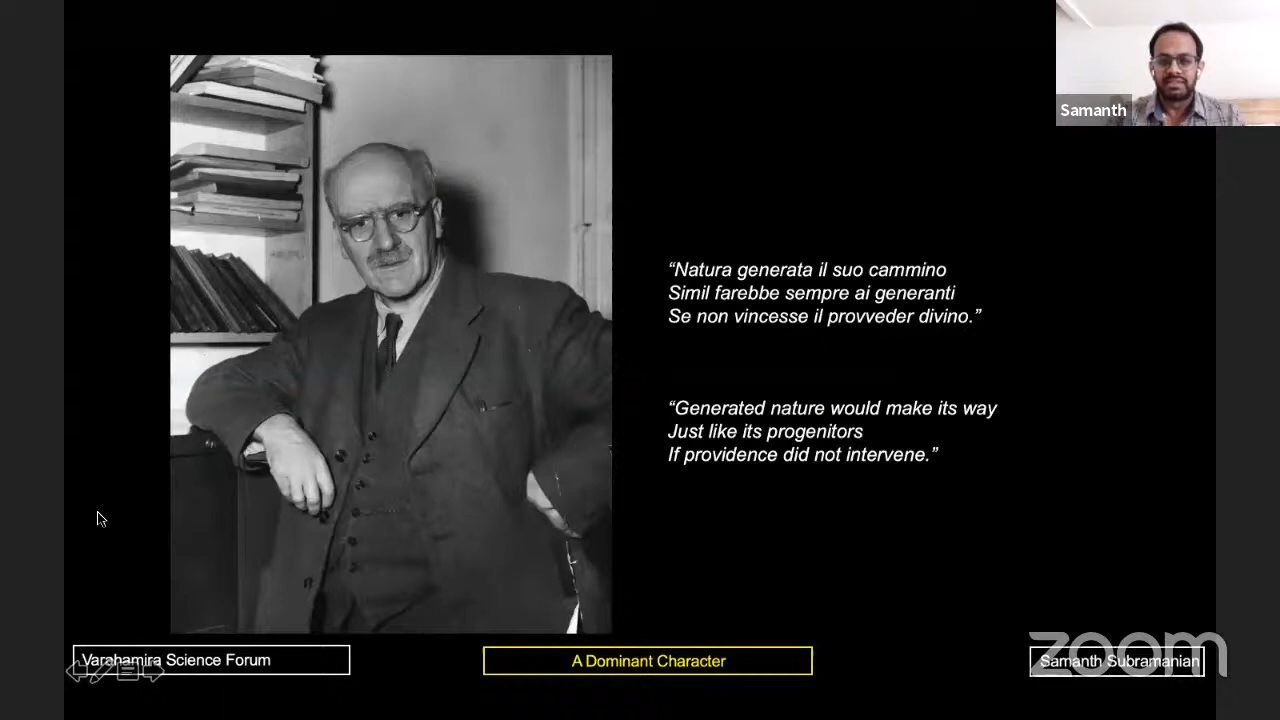 Samanth
“Natura generata il suo cammino
Simil farebbe sempre ai generanti
Se non vincesse il provveder divino.”
“Generated nature would make its way
Just like its progenitors
If providence did not intervene.”
Varahamira Science Forum
A Dominant Character
Samanth Subramanian
zoom